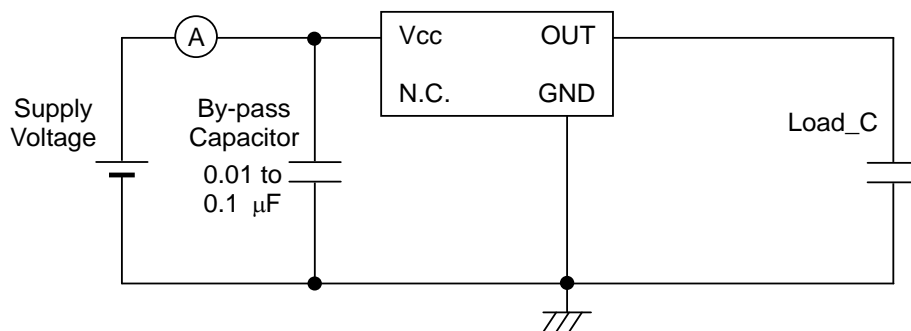 A
Vcc OUT
N.C. GND
Supply
Voltage
By-pass
Capacitor
0.01 to
0.1 μF
Load_C